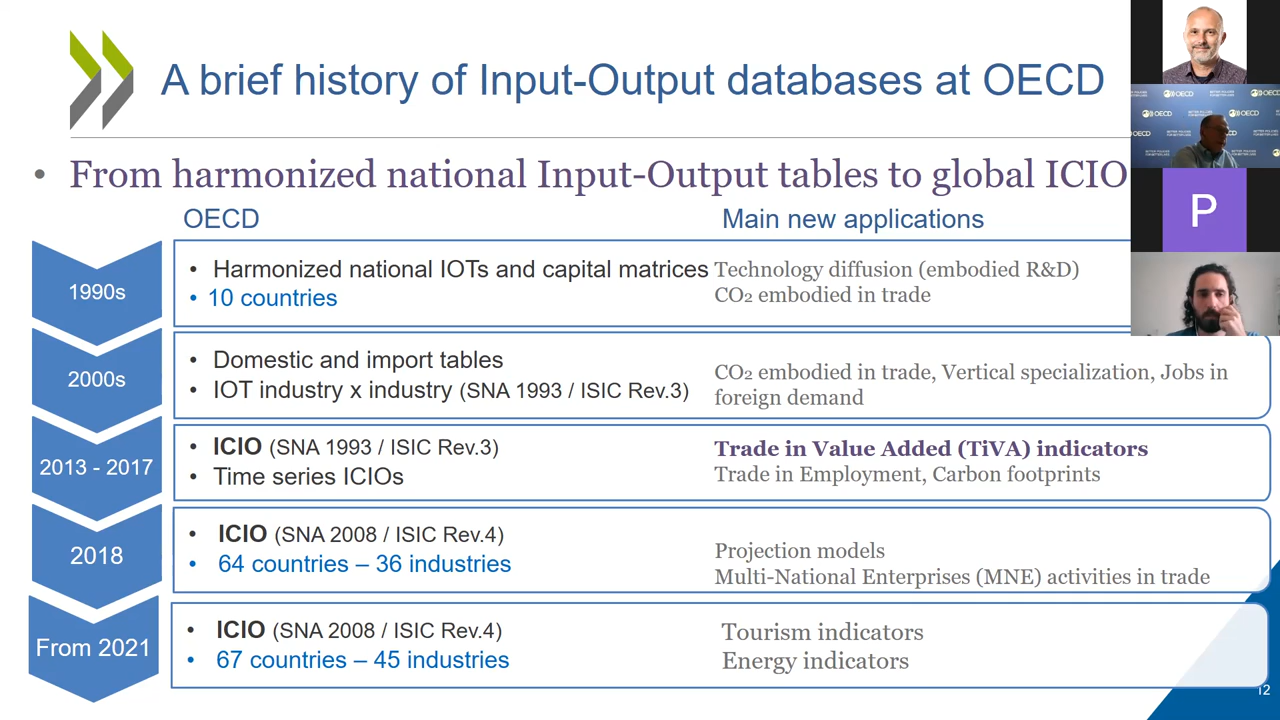 A brief history of Input-Output databases at OECD
• From harmonized national Input-Output tables to global ICIO
OECD
Main new applications
1990s
• Harmonized national IOTs and capital matrices
• 10 countries
Technology diffusion (embodied R&D)
CO₂ embodied in trade
2000s
• Domestic and import tables
• IOT industry x industry (SNA 1993 / ISIC Rev.3)
CO₂ embodied in trade, Vertical specialization, Jobs in
foreign demand
2013 - 2017
• ICIO (SNA 1993 / ISIC Rev.3)
• Time series ICIOs
Trade in Value Added (TiVA) indicators
Trade in Employment, Carbon footprints
2018
• ICIO (SNA 2008 / ISIC Rev.4)
• 64 countries – 36 industries
Projection models
Multi-National Enterprises (MNE) activities in trade
From 2021
• ICIO (SNA 2008 / ISIC Rev.4)
• 67 countries – 45 industries
Tourism indicators
Energy indicators
12
OECD
OECD
OECD
OECD
P